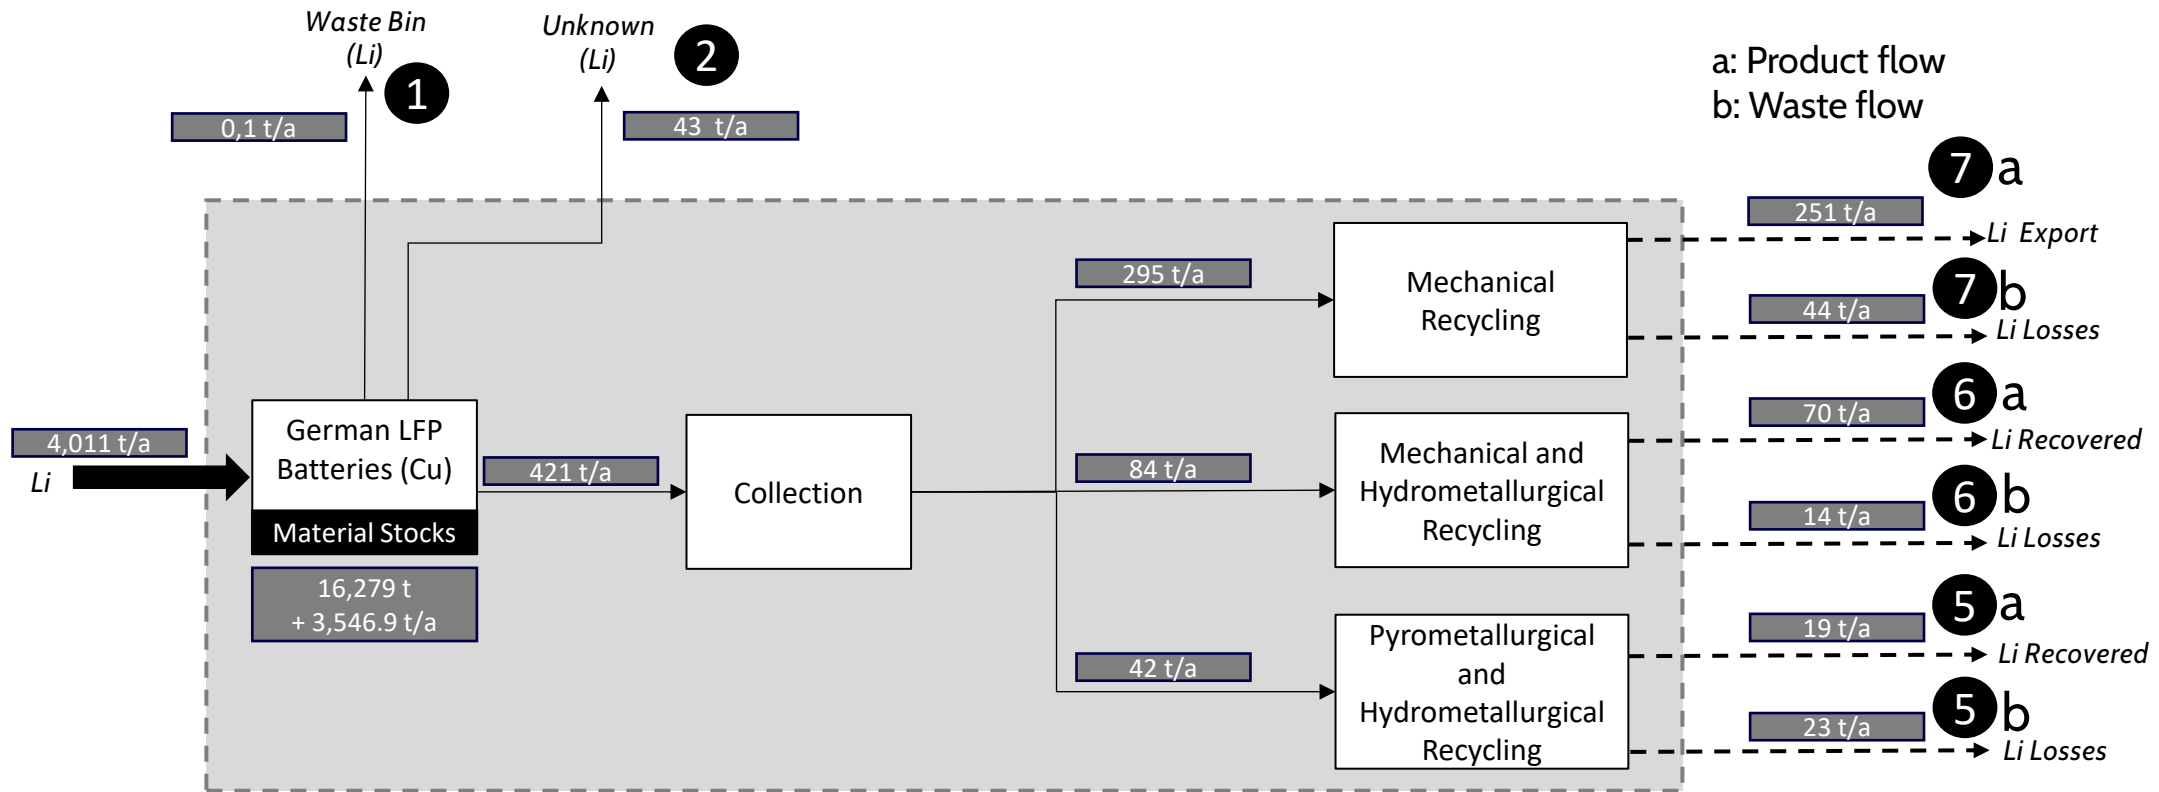 Waste Bin
(Li)
1
Unknown
(Li)
2
0,1 t/a
43 t/a
a: Product flow
b: Waste flow
7 a
251 t/a
Li Export
7 b
44 t/a
Li Losses
295 t/a
Mechanical
Recycling
4,011 t/a
Li
German LFP
Batteries (Cu)
Material Stocks
16,279 t
+ 3,546.9 t/a
421 t/a
Collection
84 t/a
Mechanical and
Hydrometallurgical
Recycling
6 a
70 t/a
Li Recovered
6 b
14 t/a
Li Losses
42 t/a
Pyrometallurgical
and
Hydrometallurgical
Recycling
5 a
19 t/a
Li Recovered
5 b
23 t/a
Li Losses